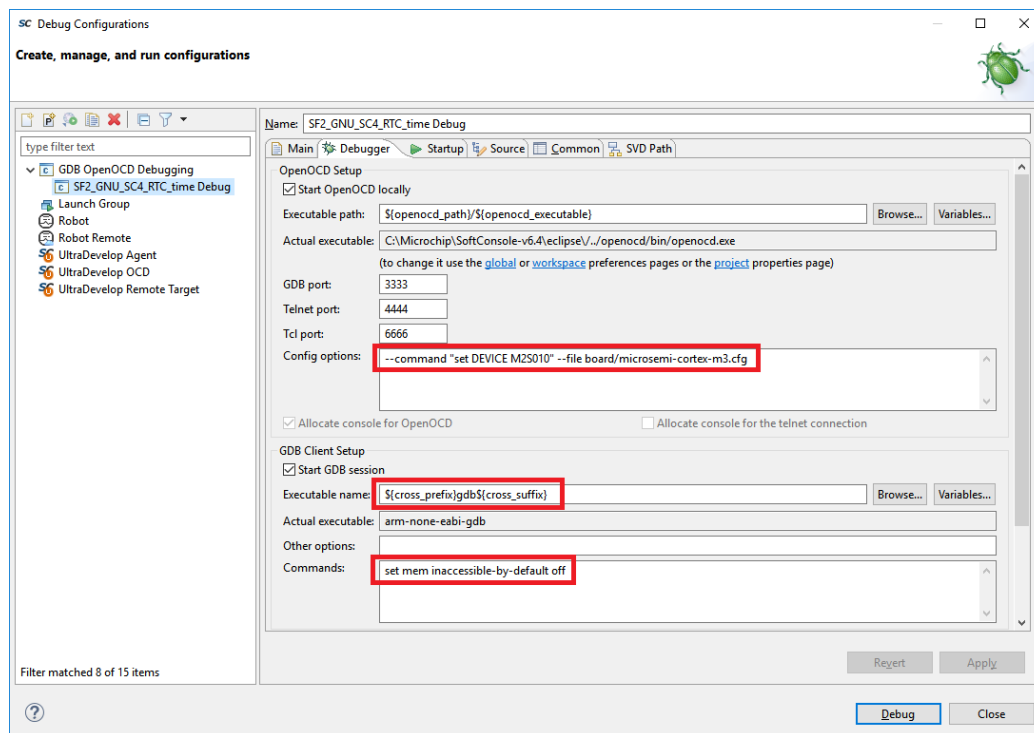 SC Debug Configurations
Create, manage, and run configurations
type filter text
GDB OpenOCD Debugging
SF2_GNU_SC4_RTC_time Debug
Launch Group
Robot
Robot Remote
UltraDevelop Agent
UltraDevelop OCD
UltraDevelop Remote Target
Filter matched 8 of 15 items
Name: SF2_GNU_SC4_RTC_time Debug
Main Debugger Startup Source Common SVD Path
OpenOCD Setup
Start OpenOCD locally
Executable path: ${openocd_path}/${openocd_executable} Browse... Variables...
Actual executable: C:\Microchip\SoftConsole-v6.4\eclipse\/../openocd/bin/openocd.exe
(to change it use the global or workspace preferences pages or the project properties page)
GDB port: 3333
Telnet port: 4444
Tcl port: 6666
Config options: --command "set DEVICE M2S010" --file board/microsemi-cortex-m3.cfg
Allocate console for OpenOCD Allocate console for the telnet connection
GDB Client Setup
Start GDB session
Executable name: ${cross_prefix}gdb${cross_suffix} Browse... Variables...
Actual executable: arm-none-eabi-gdb
Other options:
Commands: set mem inaccessible-by-default off
Revert Apply
Debug Close